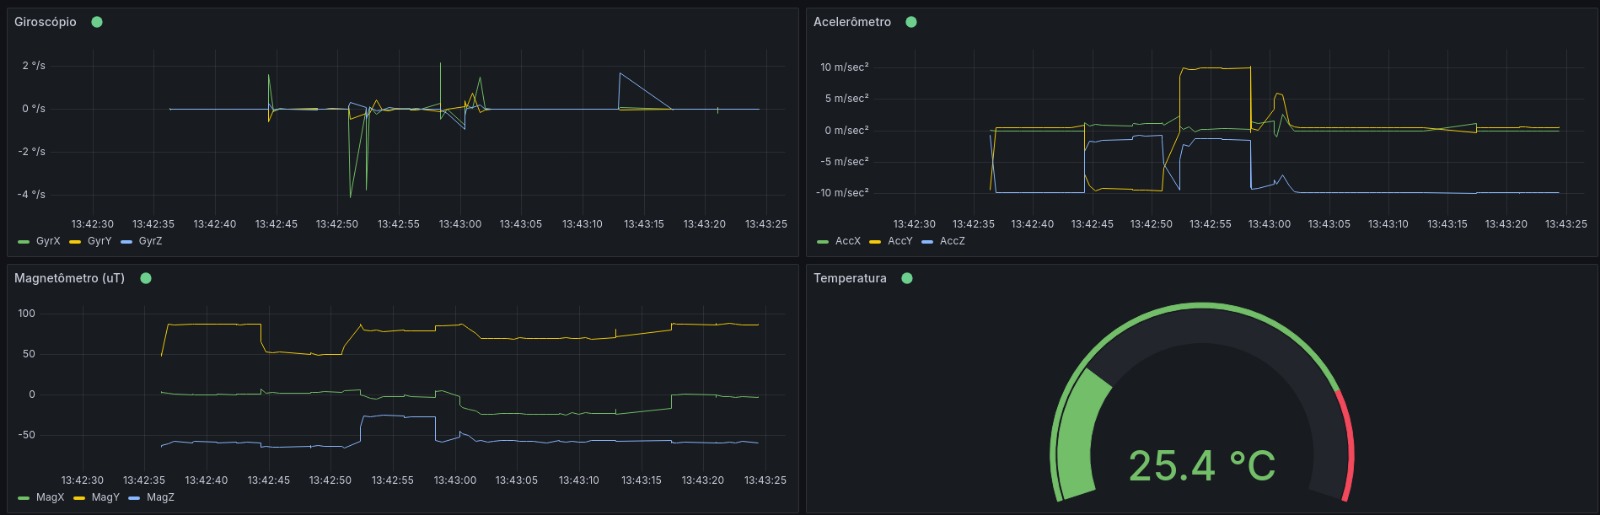 Giroscópio
2 °/s
0 °/s
-2 °/s
-4 °/s
13:42:30 13:42:35 13:42:40 13:42:45 13:42:50 13:42:55 13:43:00 13:43:05 13:43:10 13:43:15 13:43:20 13:43:25
GyrX GyrY GyrZ
Acelerômetro
10 m/sec²
5 m/sec²
0 m/sec²
-5 m/sec²
-10 m/sec²
13:42:30 13:42:35 13:42:40 13:42:45 13:42:50 13:42:55 13:43:00 13:43:05 13:43:10 13:43:15 13:43:20 13:43:25
AccX AccY AccZ
Magnetômetro (uT)
100
50
0
-50
13:42:30 13:42:35 13:42:40 13:42:45 13:42:50 13:42:55 13:43:00 13:43:05 13:43:10 13:43:15 13:43:20 13:43:25
MagX MagY MagZ
Temperatura
25.4 °C